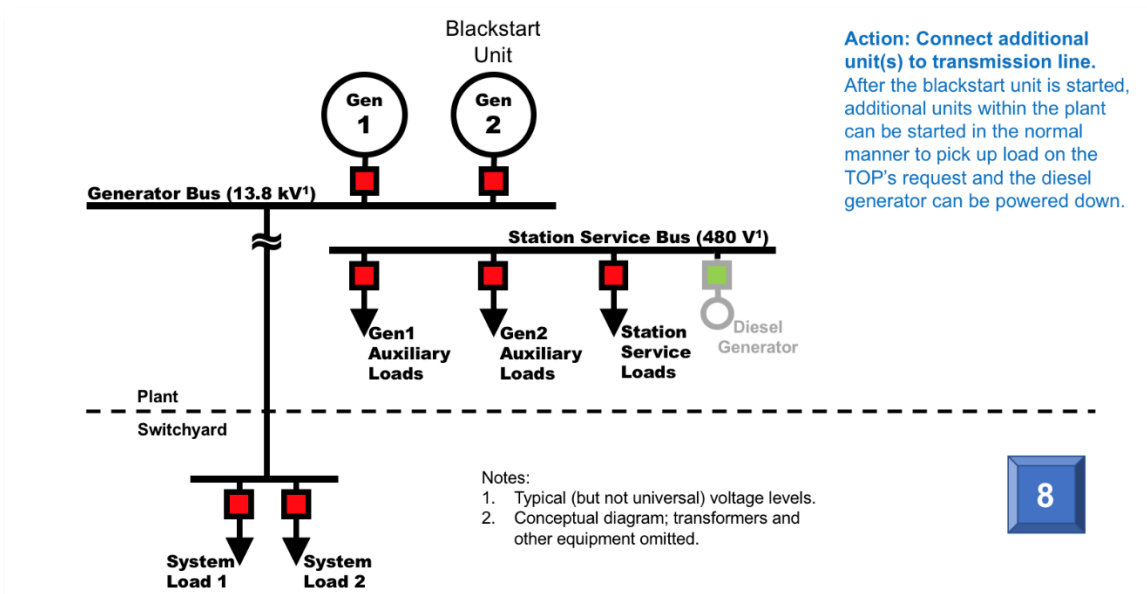 Blackstart
Unit
Action: Connect additional
unit(s) to transmission line.
After the blackstart unit is started,
additional units within the plant
can be started in the normal
manner to pick up load on the
TOP's request and the diesel
generator can be powered down.
Gen
1
Gen
2
Generator Bus (13.8 kV¹)
Station Service Bus (480 V¹)
Gen1
Auxiliary
Loads
Gen2
Auxiliary
Loads
Station
Service
Loads
Diesel
Generator
Plant
Switchyard
Notes:
1. Typical (but not universal) voltage levels.
2. Conceptual diagram; transformers and
other equipment omitted.
8
System
Load 1
System
Load 2